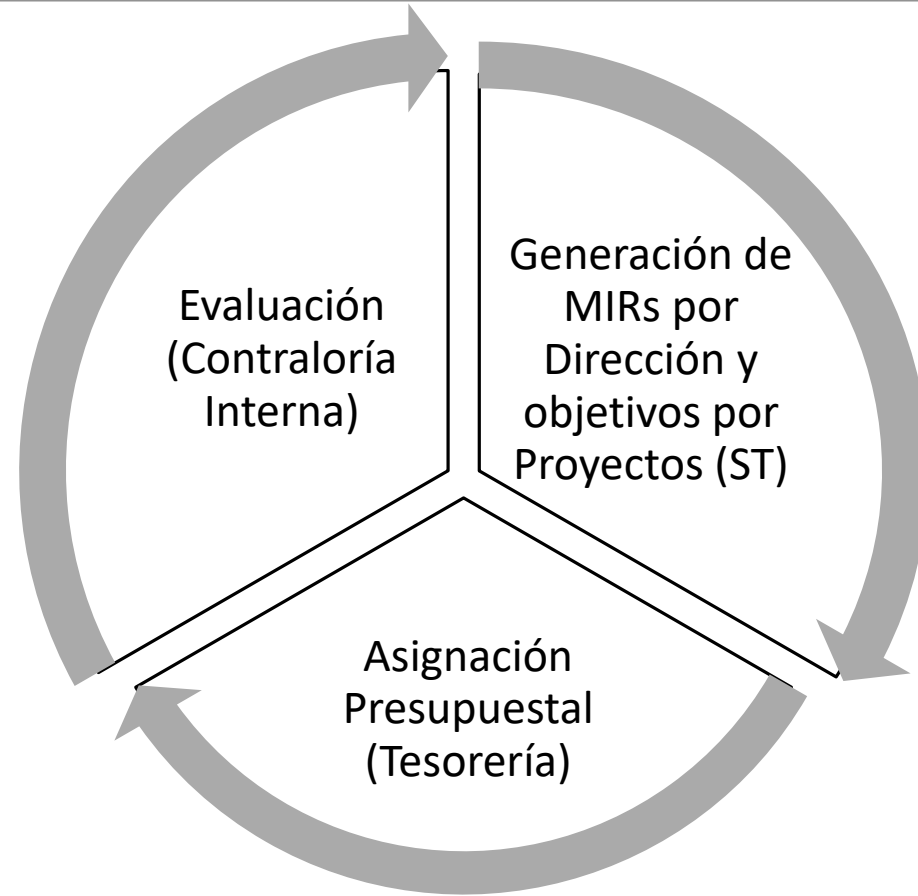 Generación de
MIRs por
Dirección y
objetivos por
Proyectos (ST)
Asignación
Presupuestal
(Tesorería)
Evaluación
(Contraloría
Interna)